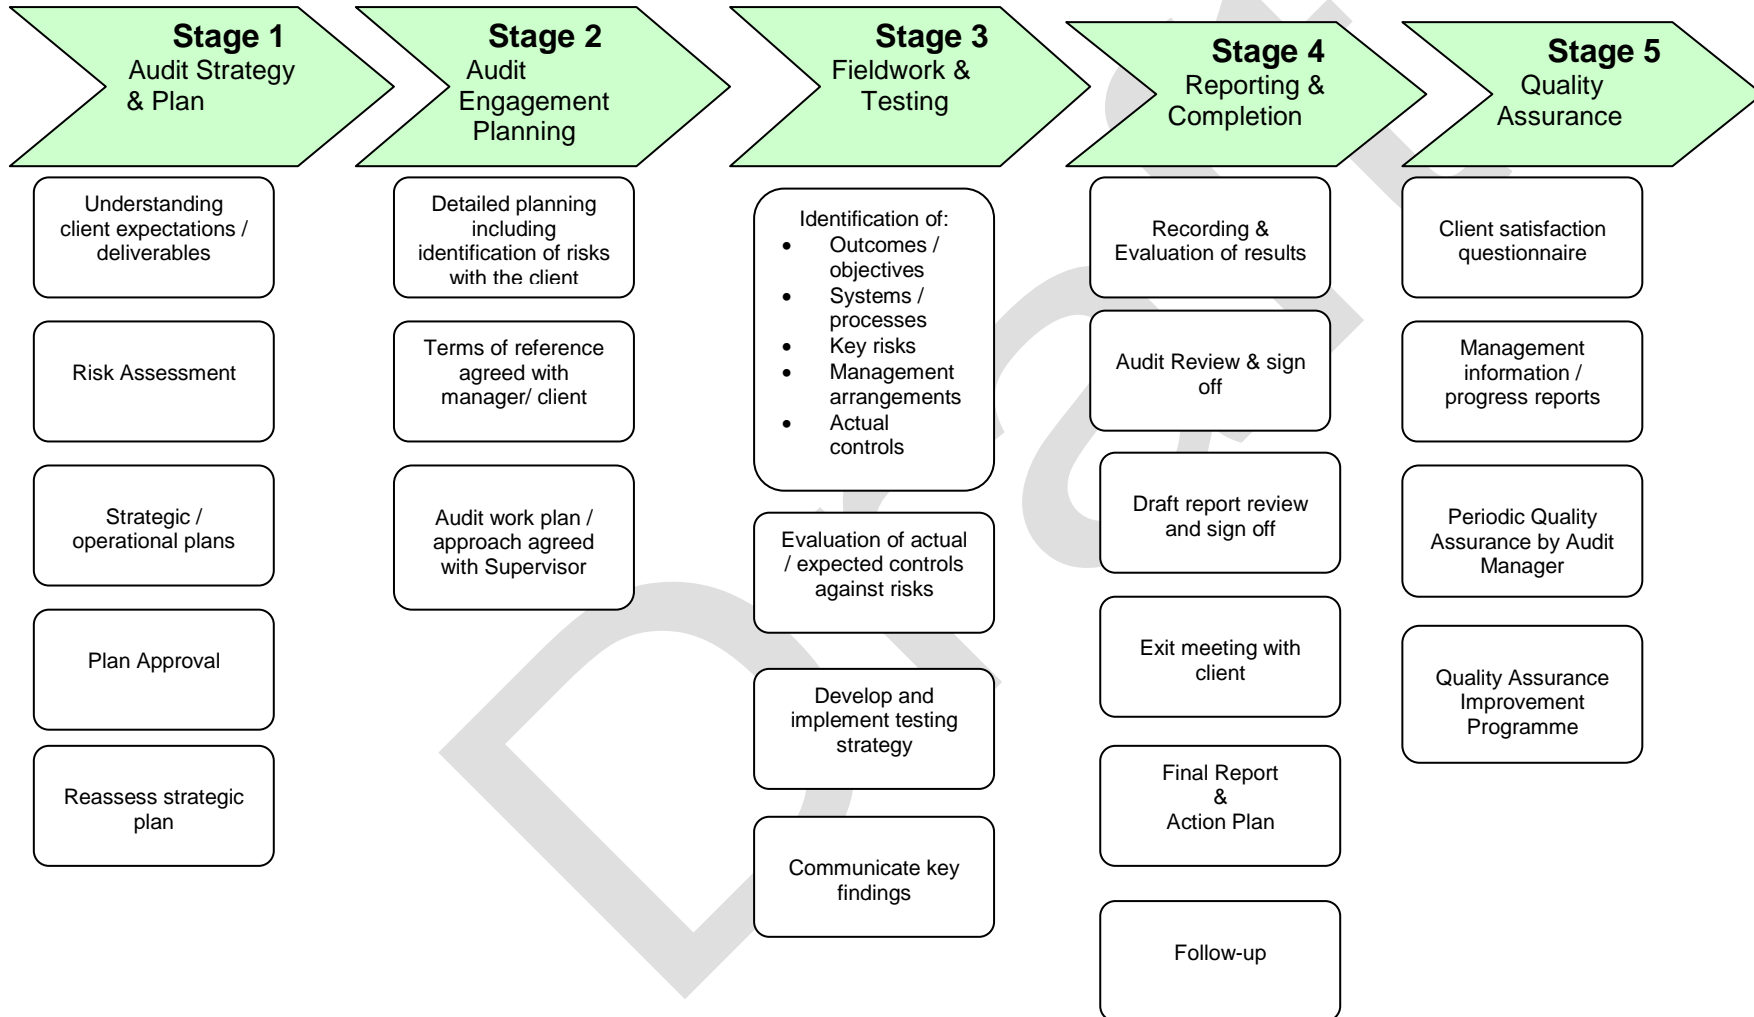 Stage 1
Audit Strategy
& Plan
Understanding
client expectations /
deliverables
Risk Assessment
Strategic /
operational plans
Plan Approval
Reassess strategic
plan
Stage 2
Audit
Engagement
Planning
Detailed planning
including
identification of risks
with the client
Terms of reference
agreed with
manager/ client
Audit work plan /
approach agreed
with Supervisor
Stage 3
Fieldwork &
Testing
Identification of:
• Outcomes /
objectives
• Systems /
processes
• Key risks
• Management
arrangements
• Actual
controls
Evaluation of actual
/ expected controls
against risks
Develop and
implement testing
strategy
Communicate key
findings
Stage 4
Reporting &
Completion
Recording &
Evaluation of results
Audit Review & sign
off
Draft report review
and sign off
Exit meeting with
client
Final Report
&
Action Plan
Follow-up
Stage 5
Quality
Assurance
Client satisfaction
questionnaire
Management
information /
progress reports
Periodic Quality
Assurance by Audit
Manager
Quality Assurance
Improvement
Programme
Draft